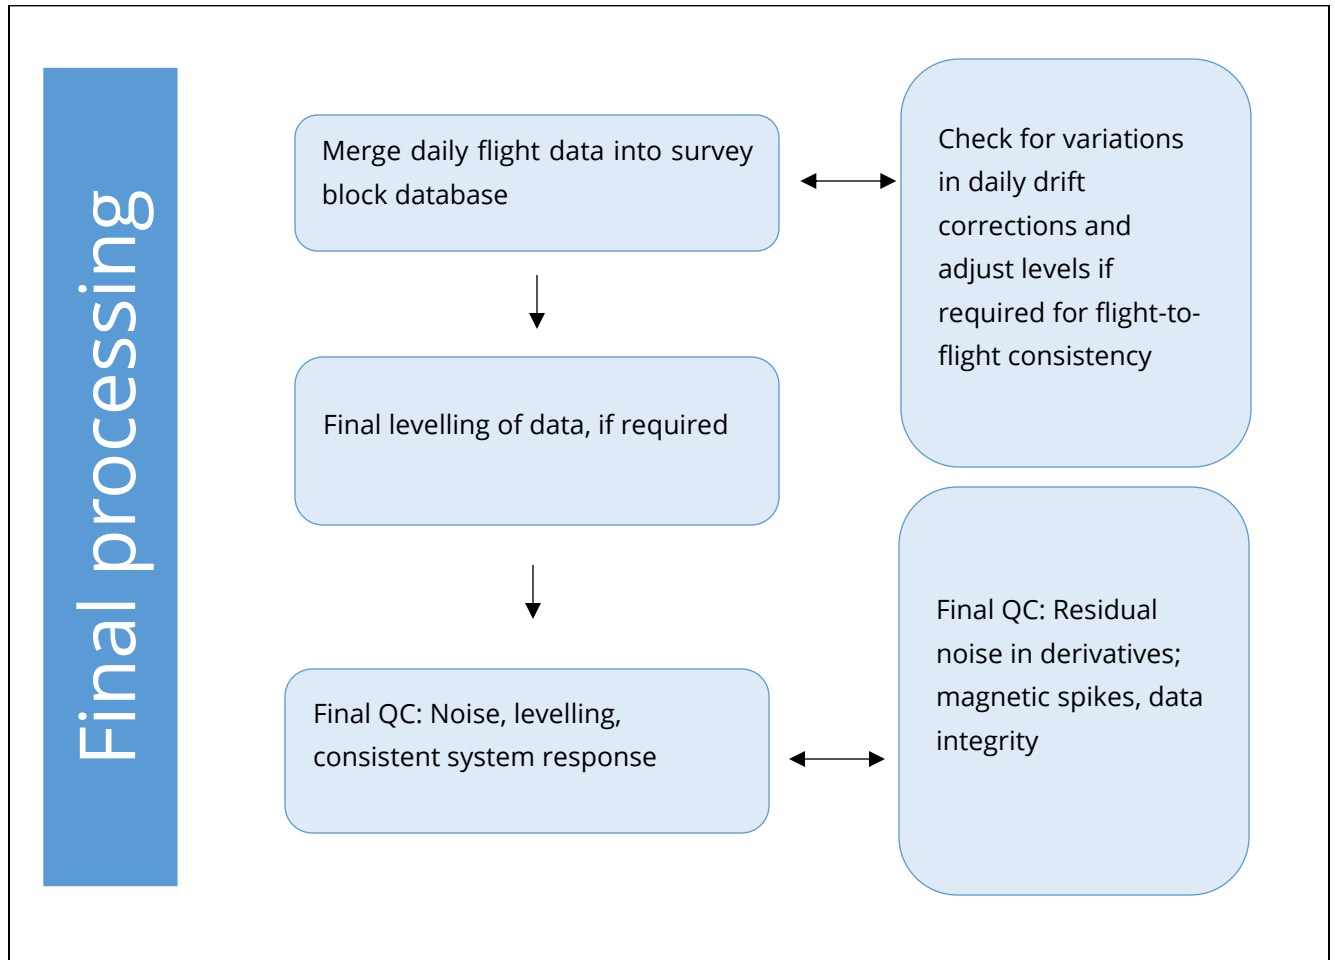 Final processing
Merge daily flight data into survey
block database
Check for variations
in daily drift
corrections and
adjust levels if
required for flight-to-
flight consistency
Final levelling of data, if required
Final QC: Noise, levelling,
consistent system response
Final QC: Residual
noise in derivatives;
magnetic spikes, data
integrity